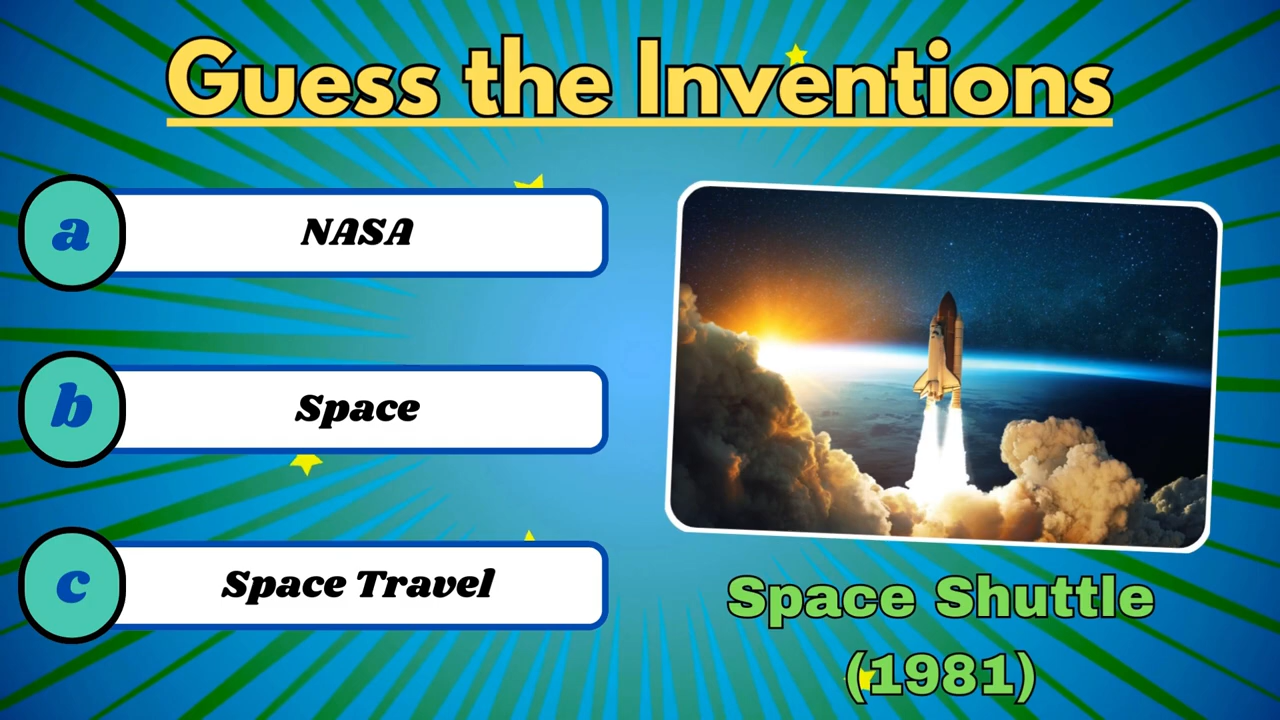 Guess the Inventions
a
NASA
b
Space
c
Space Travel
Space Shuttle
(1981)